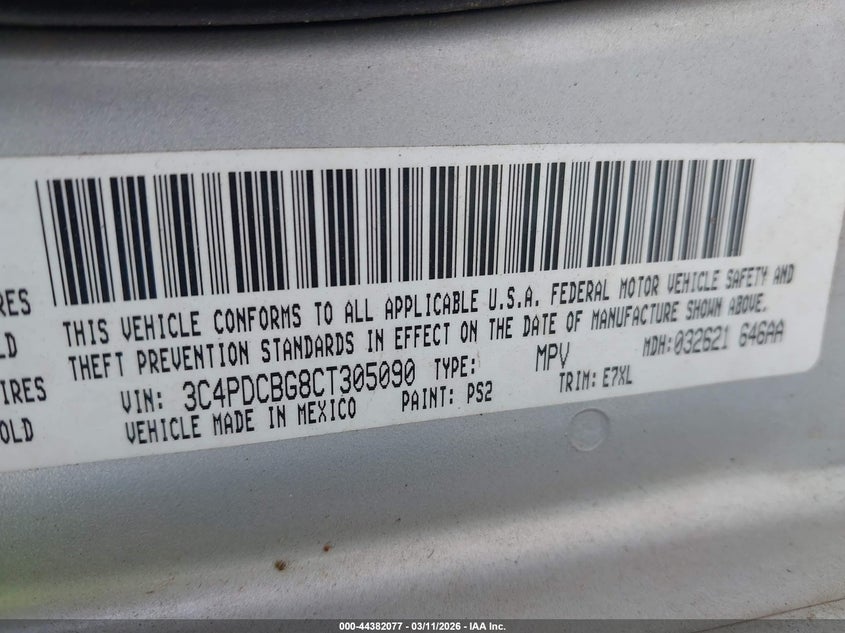 THIS VEHICLE CONFORMS TO ALL APPLICABLE U.S.A. FEDERAL MOTOR VEHICLE SAFETY AND
THEFT PREVENTION STANDARDS IN EFFECT ON THE DATE OF MANUFACTURE SHOWN ABOVE.
VIN: 3C4PDCBG8CT305090 TYPE: MPV MDH:032621 646AA
VEHICLE MADE IN MEXICO PAINT: PS2 TRIM: E7XL
RES
LD
IRES
OLD
000-44382077 - 03/11/2026 - IAA Inc.